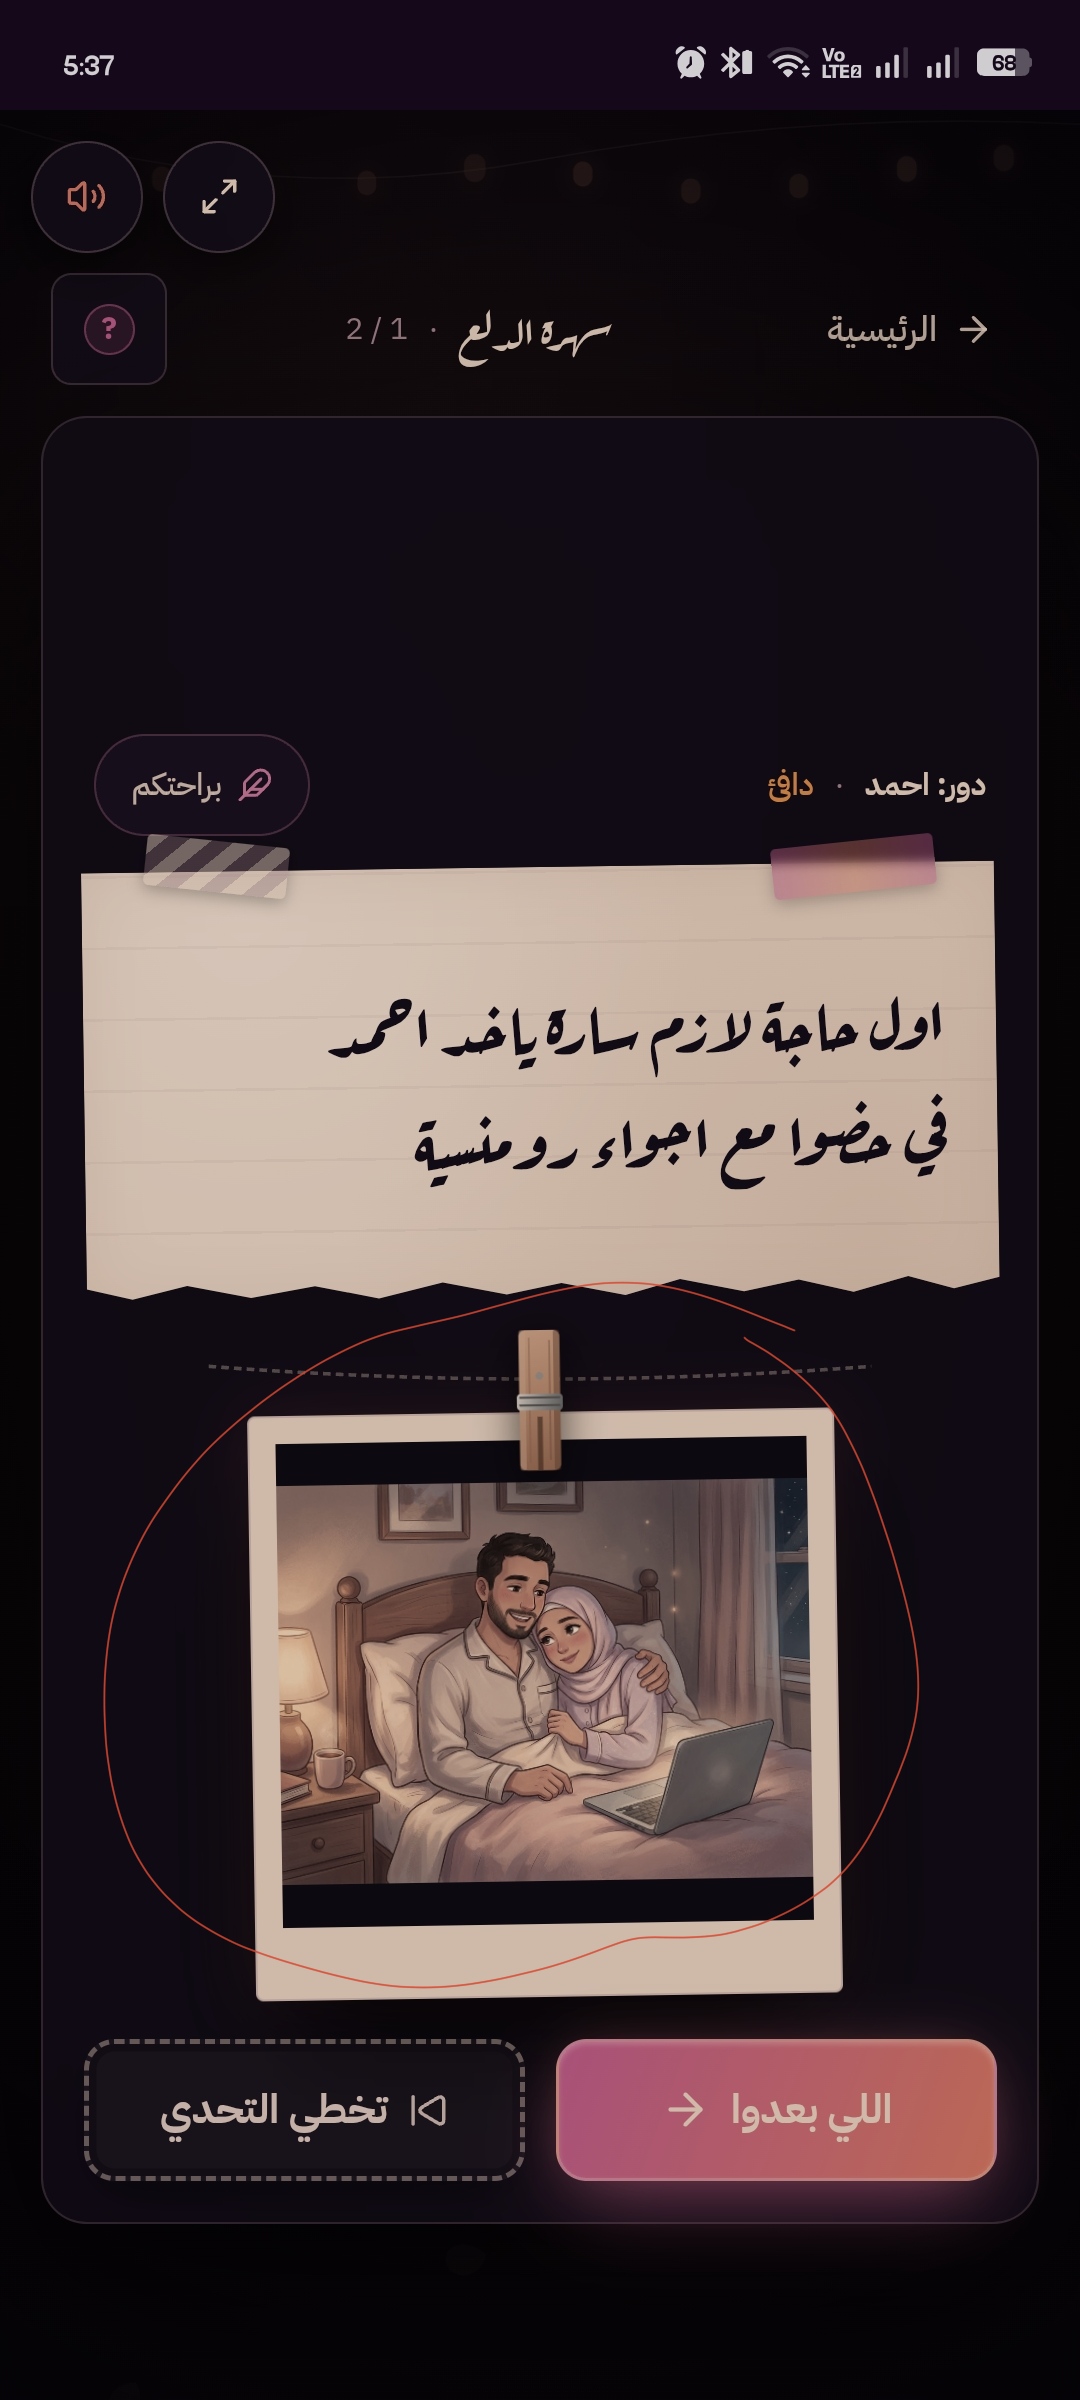 5:37
Vo LTE2
68
الرئيسية
سهرة الدلع · 2 / 1
?
دور: احمد · دافئ
براحتكم
اول حاجة لازم سارة ياخد احمد
في حضوا مع اجواء رومنسية
اللي بعدوا
تخطي التحدي